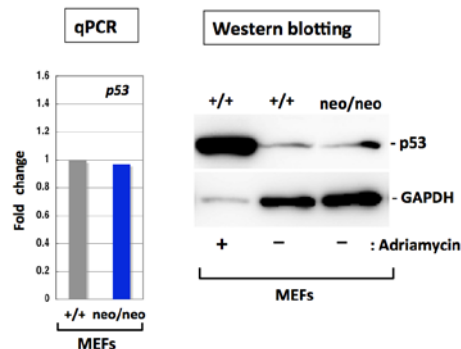 qPCR
1.6
1.4
1.2
1
0.8
0.6
0.4
0.2
0
Fold change
p53
+/+ neo/neo
MEFs
Western blotting
+/+ +/+ neo/neo
- p53
- GAPDH
+ − − : Adriamycin
MEFs